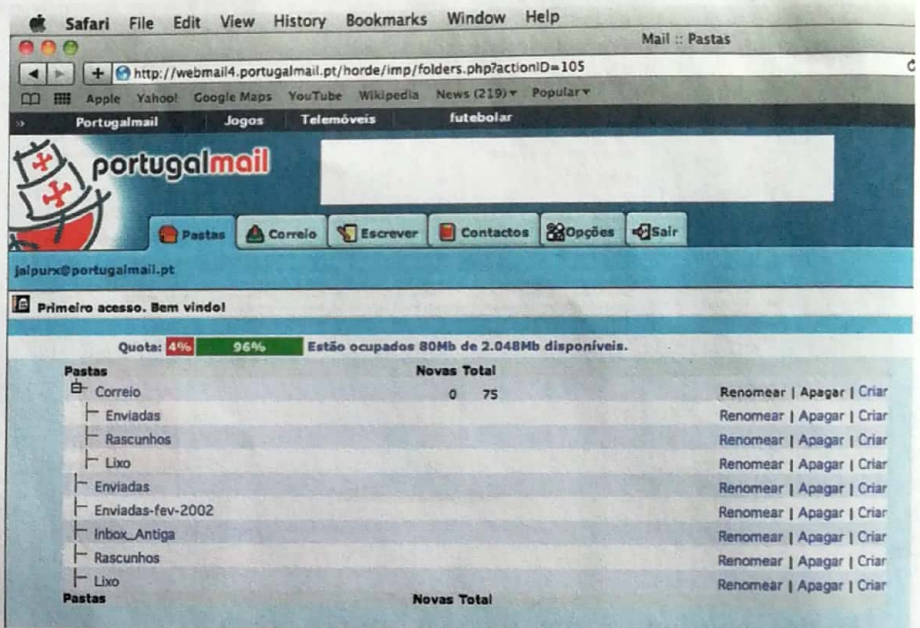 Safari File Edit View History Bookmarks Window Help
Mail :: Pastas
http://webmail4.portugalmail.pt/horde/imp/folders.php?actionID=105
Apple Yahoo! Google Maps YouTube Wikipedia News (219) Popular
Portugalmail Jogos Telemóveis futebolar
portugalmail
Pastas Correio Escrever Contactos Opções Sair
jalpurx@portugalmail.pt
Primeiro acesso. Bem vindo!
Quota: 4% 96% Estão ocupados 80Mb de 2.048Mb disponíveis.
Pastas Novas Total
Correio 0 75 Renomear | Apagar | Criar
Enviadas Renomear | Apagar | Criar
Rascunhos Renomear | Apagar | Criar
Lixo Renomear | Apagar | Criar
Enviadas Renomear | Apagar | Criar
Enviadas-fev-2002 Renomear | Apagar | Criar
Inbox_Antiga Renomear | Apagar | Criar
Rascunhos Renomear | Apagar | Criar
Lixo Renomear | Apagar | Criar
Pastas Novas Total